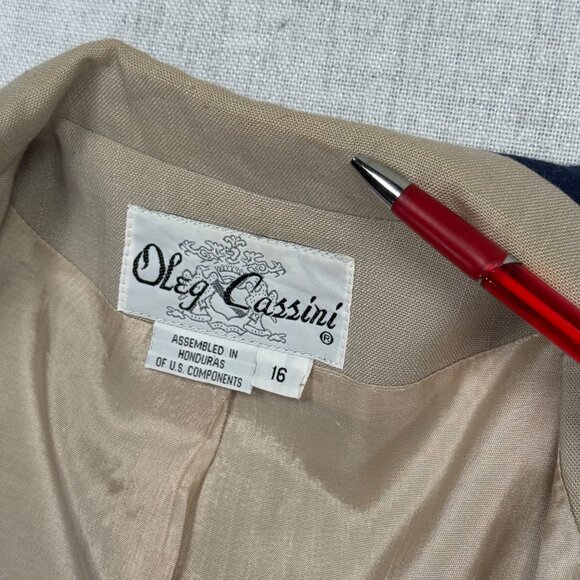 Oleg Cassini
®
ASSEMBLED IN
HONDURAS
OF U.S. COMPONENTS
16